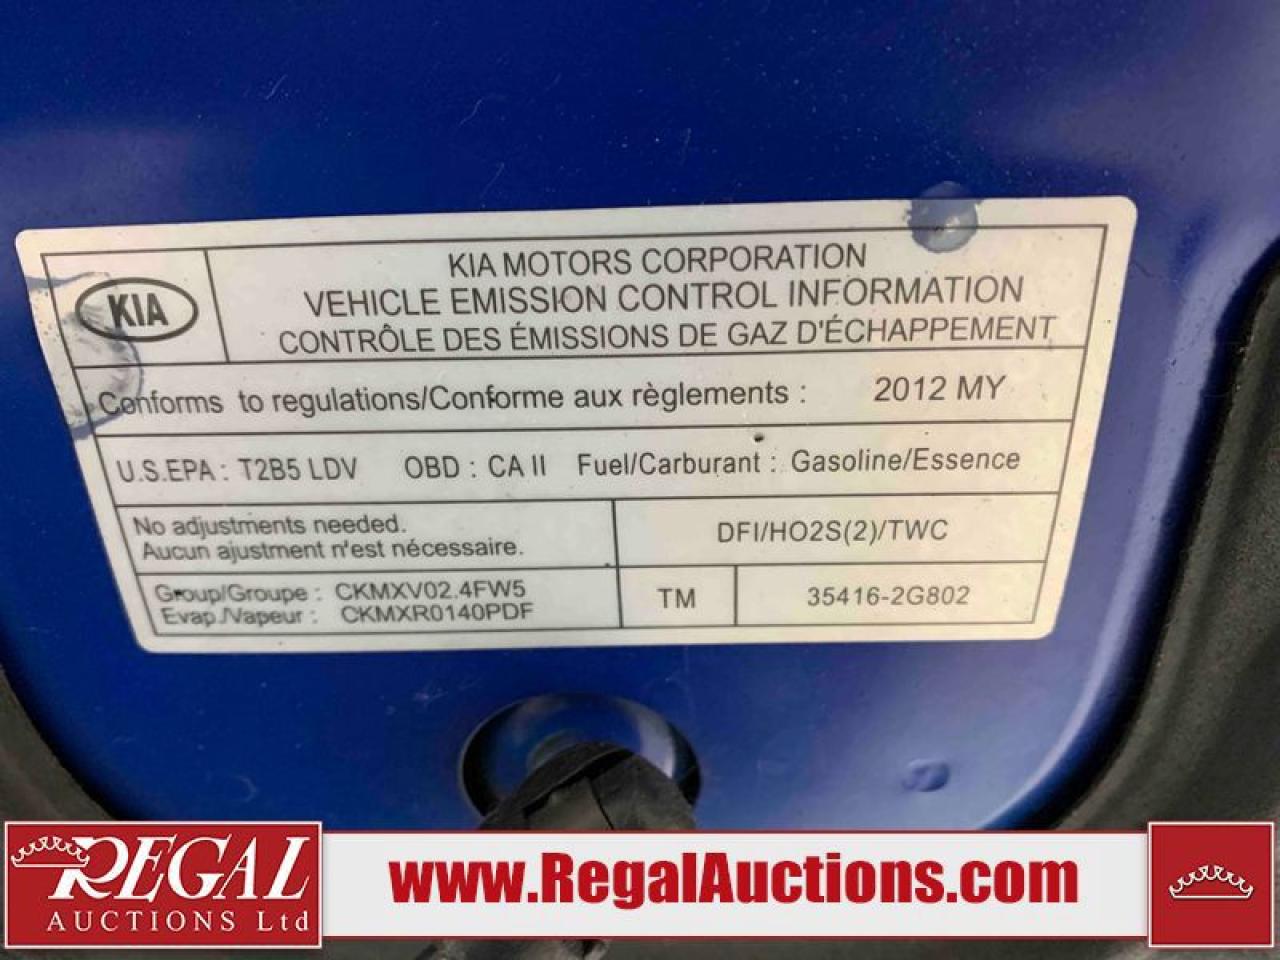 KIA
KIA MOTORS CORPORATION
VEHICLE EMISSION CONTROL INFORMATION
CONTRÔLE DES ÉMISSIONS DE GAZ D'ÉCHAPPEMENT
Conforms to regulations/Conforme aux règlements : 2012 MY
U.S.EPA : T2B5 LDV OBD : CA II Fuel/Carburant : Gasoline/Essence
No adjustments needed.
Aucun ajustment n'est nécessaire.
DFI/HO2S(2)/TWC
Group/Groupe : CKMXV02.4FW5
Evap./Vapeur : CKMXR0140PDF
TM
35416-2G802
REGAL
AUCTIONS Ltd
www.RegalAuctions.com